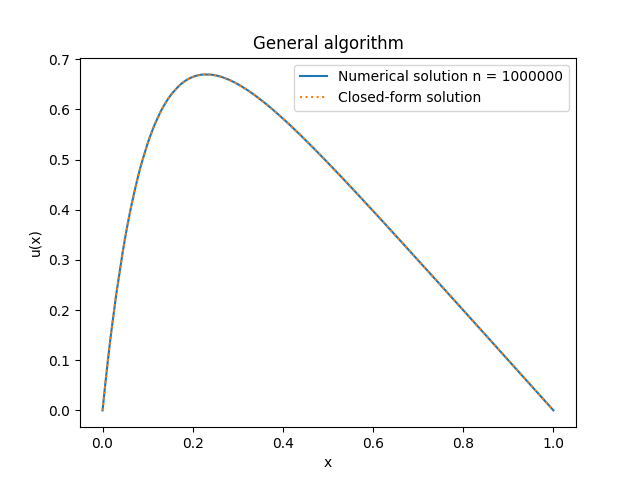 General algorithm
Numerical solution n = 1000000
Closed-form solution
u(x)
0.7
0.6
0.5
0.4
0.3
0.2
0.1
0.0
0.0 0.2 0.4 0.6 0.8 1.0
x